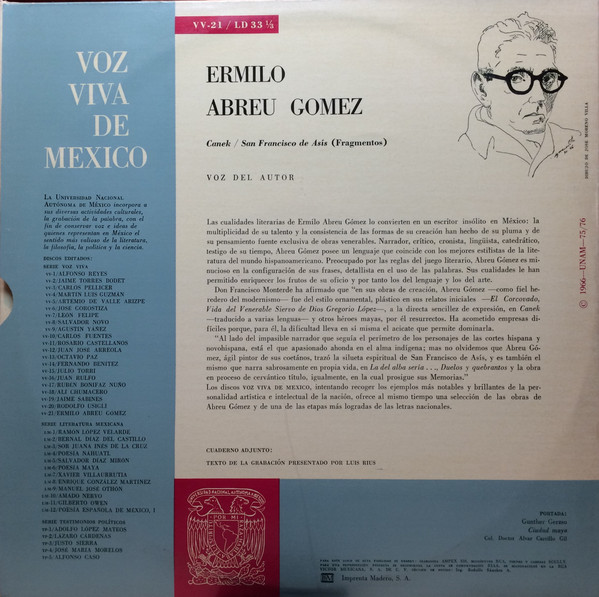 VOZ
VIVA
DE
MEXICO
LA UNIVERSIDAD NACIONAL
AUTÓNOMA DE MÉXICO incorpora a
sus diversas actividades culturales,
la grabación de la palabra, con el
fin de conservar voz e ideas de
quienes representan en México el
sentido más valioso de la literatura,
la filosofía, la política y la ciencia.
DISCOS EDITADOS:
SERIE VOZ VIVA
VV-1/ALFONSO REYES
VV-2/JAIME TORRES BODET
VV-3/CARLOS PELLICER
VV-4/MARTIN LUIS GUZMAN
VV-5/ARTEMIO DE VALLE ARIZPE
VV-6/JOSE GOROSTIZA
VV-7/LEON FELIPE
VV-8/SALVADOR NOVO
VV-9/AGUSTIN YAÑEZ
VV-10/CARLOS FUENTES
VV-11/ROSARIO CASTELLANOS
VV-12/JUAN JOSE ARREOLA
VV-13/OCTAVIO PAZ
VV-14/FERNANDO BENITEZ
VV-15/JULIO TORRI
VV-16/JUAN RULFO
VV-17/RUBEN BONIFAZ NUÑO
VV-18/ALI CHUMACERO
VV-19/JAIME SABINES
VV-20/RODOLFO USIGLI
VV-21/ERMILO ABREU GOMEZ
SERIE LITERATURA MEXICANA
LM-1/RAMON LÓPEZ VELARDE
LM-2/BERNAL DIAZ DEL CASTILLO
LM-3/SOR JUANA INES DE LA CRUZ
LM-4/POESIA NAHUATL
LM-5/SALVADOR DIAZ MIRON
LM-6/POESIA MAYA
LM-7/XAVIER VILLAURRUTIA
LM-8/ENRIQUE GONZALEZ MARTINEZ
LM-9/MANUEL JOSE OTHON
LM-10/AMADO NERVO
LM-11/GILBERTO OWEN
LM-12/POESIA ESPAÑOLA DE MEXICO, I
SERIE TESTIMONIOS POLÍTICOS
TP-1/ADOLFO LÓPEZ MATEOS
TP-2/LAZARO CARDENAS
TP-3/JUSTO SIERRA
TP-4/JOSE MARIA MORELOS
TP-5/ALFONSO CASO
VV-21 / LD 33 ⅓
ERMILO
ABREU GOMEZ
Canek / San Francisco de Asis (Fragmentos)
VOZ DEL AUTOR
DIBUJO DE JOSE MORENO VILLA
Las cualidades literarias de Ermilo Abreu Gómez lo convierten en un escritor insólito en México: la
multiplicidad de su talento y la consistencia de las formas de su creación han hecho de su pluma y de
su pensamiento fuente exclusiva de obras venerables. Narrador, crítico, cronista, lingüista, catedrático,
testigo de su tiempo, Abreu Gómez posee un lenguaje que coincide con los mejores estilistas de la lite-
ratura del mundo hispanoamericano. Preocupado por las reglas del juego literario, Abreu Gómez es mi-
nucioso en la configuración de sus frases, detallista en el uso de las palabras. Sus cualidades le han
permitido enriquecer los frutos de su oficio y por tanto los del lenguaje y los del arte.
Don Francisco Monterde ha afirmado que "en sus obras de creación, Abreu Gómez —como fiel he-
redero del modernismo— fue del estilo ornamental, plástico en sus relatos iniciales —El Corcovado,
Vida del Venerable Siervo de Dios Gregorio López—, a la directa sencillez de expresión, en Canek
—traducido a varias lenguas— y otros héroes mayas, por él resurrectos. Ha acometido empresas di-
fíciles porque, para él, la dificultad lleva en sí misma el acicate que permite dominarla.
"Al lado del impasible narrador que seguía el perímetro de los personajes de las cortes hispana y
novohispana, está el que apasionado ahonda en el alma indígena; mas no olvidemos que Abreu Gó-
mez, ágil pintor de sus coetános, trazó la silueta espiritual de San Francisco de Asís, y es también el
mismo que narra sabrosamente en propia vida, en La del alba sería . . ., Duelos y quebrantos y la obra
en proceso de cervántico título, igualmente, en la cual prosigue sus Memorias."
Los discos VOZ VIVA DE MEXICO, intentando recoger los ejemplos más notables y brillantes de la per-
sonalidad artística e intelectual de la nación, ofrece al mismo tiempo una selección de las obras de
Abreu Gómez y de una de las etapas más logradas de las letras nacionales.
© 1966—UNAM—75/76
CUADERNO ADJUNTO:
TEXTO DE LA GRABACIÓN PRESENTADO POR LUIS RIUS
PORTADA:
Gunther Gerzso
Ciudad maya
Col. Doctor Alvar Carrillo Gil
Imprenta Madero, S. A.